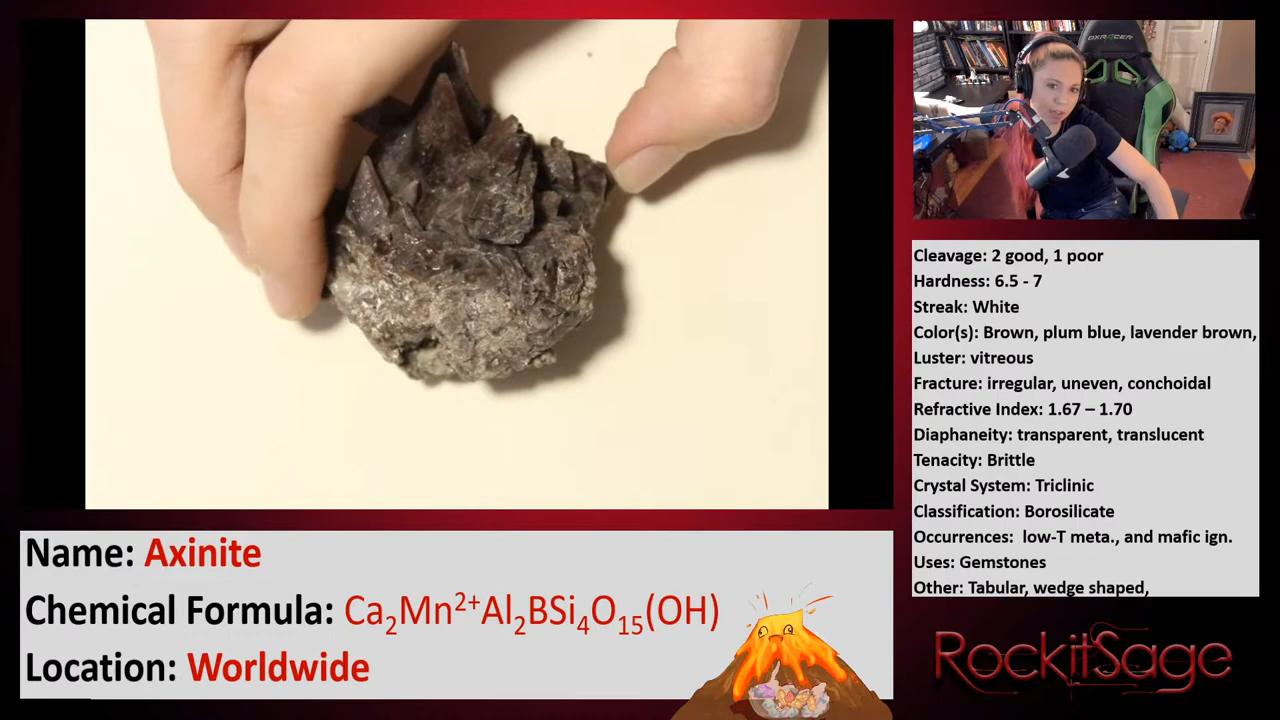 DXRACER
Cleavage: 2 good, 1 poor
Hardness: 6.5 - 7
Streak: White
Color(s): Brown, plum blue, lavender brown,
Luster: vitreous
Fracture: irregular, uneven, conchoidal
Refractive Index: 1.67 – 1.70
Diaphaneity: transparent, translucent
Tenacity: Brittle
Crystal System: Triclinic
Classification: Borosilicate
Occurrences: low-T meta., and mafic ign.
Uses: Gemstones
Other: Tabular, wedge shaped,
Name: Axinite
Chemical Formula: Ca₂Mn²⁺Al₂BSi₄O₁₅(OH)
Location: Worldwide
RockitSage